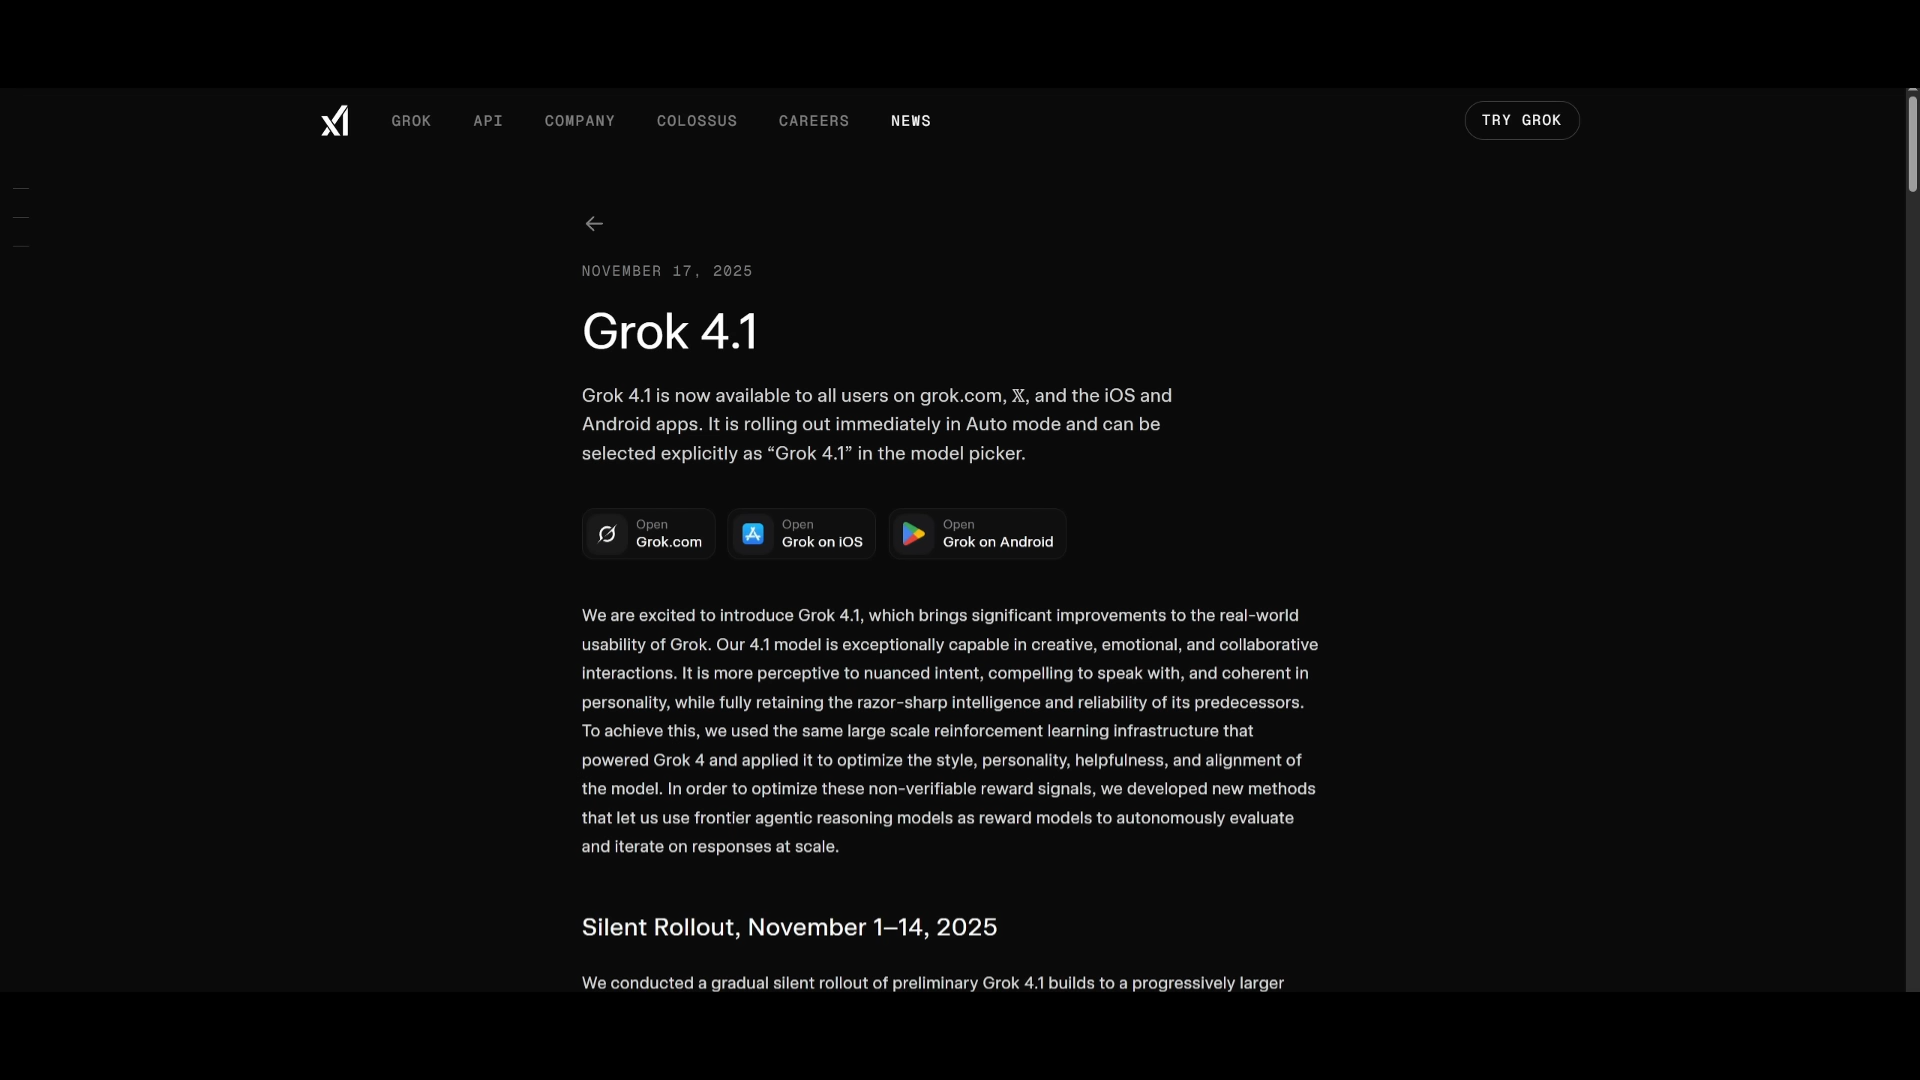 xI GROK API COMPANY COLOSSUS CAREERS NEWS TRY GROK
NOVEMBER 17, 2025
Grok 4.1
Grok 4.1 is now available to all users on grok.com, 𝕏, and the iOS and
Android apps. It is rolling out immediately in Auto mode and can be
selected explicitly as “Grok 4.1” in the model picker.
Open
Grok.com
Open
Grok on iOS
Open
Grok on Android
We are excited to introduce Grok 4.1, which brings significant improvements to the real-world
usability of Grok. Our 4.1 model is exceptionally capable in creative, emotional, and collaborative
interactions. It is more perceptive to nuanced intent, compelling to speak with, and coherent in
personality, while fully retaining the razor-sharp intelligence and reliability of its predecessors.
To achieve this, we used the same large scale reinforcement learning infrastructure that
powered Grok 4 and applied it to optimize the style, personality, helpfulness, and alignment of
the model. In order to optimize these non-verifiable reward signals, we developed new methods
that let us use frontier agentic reasoning models as reward models to autonomously evaluate
and iterate on responses at scale.
Silent Rollout, November 1–14, 2025
We conducted a gradual silent rollout of preliminary Grok 4.1 builds to a progressively larger